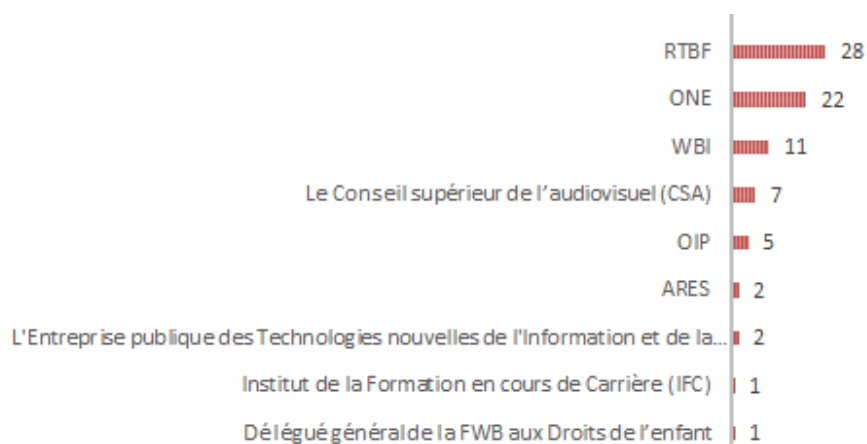 RTBF 28
ONE 22
WBI 11
Le Conseil supérieur de l’audiovisuel (CSA) 7
OIP 5
ARES 2
L'Entreprise publique des Technologies nouvelles de l'Information et de la... 2
Institut de la Formation en cours de Carrière (IFC) 1
Délégué général de la FWB aux Droits de l’enfant 1